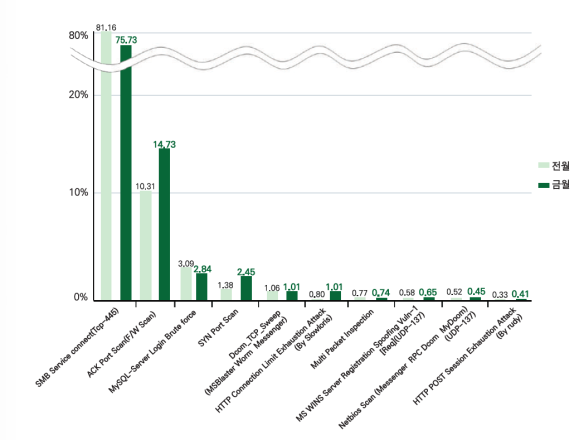 81.16
80%
75.73
20%
14.73
전월
금월
10%
10.31
3.09
2.84
1.38
2.45
1.06
1.01
0.80
1.01
0.77
0.74
0.58
0.65
0.52
0.45
0.33
0.41
0%
SMB Service connect(Tcp-445)
ACK Port Scan(F/W Scan)
MySQL-Server Login Brute force
SYN Port Scan
Doom_TCP_Sweep
(MSBlaster Worm Messenger)
HTTP Connection Limit Exhaustion Attack
(By Slowloris)
Multi Packet Inspection
MS WINS Server Registration Spoofing Vuln-1
[Req](UDP-137)
Netbios Scan (Messenger RPC Dcom MyDoom)
(UDP-137)
HTTP POST Session Exhaustion Attack
(By rudy)